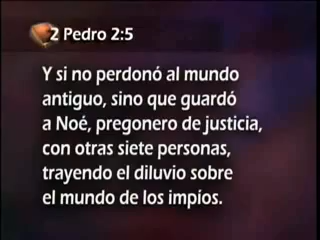 2 Pedro 2:5
Y si no perdonó al mundo
antiguo, sino que guardó
a Noé, pregonero de justicia,
con otras siete personas,
trayendo el diluvio sobre
el mundo de los impíos.